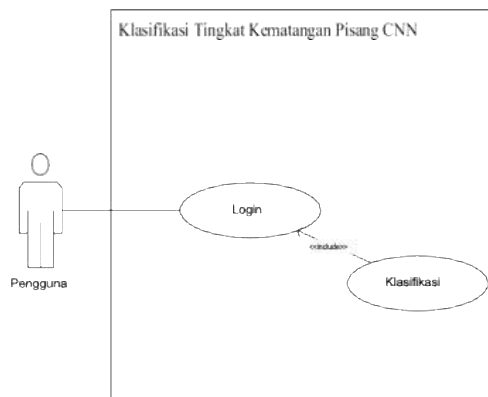 Klasifikasi Tingkat Kematangan Pisang CNN
Login
<<include>>
Klasifikasi
Pengguna